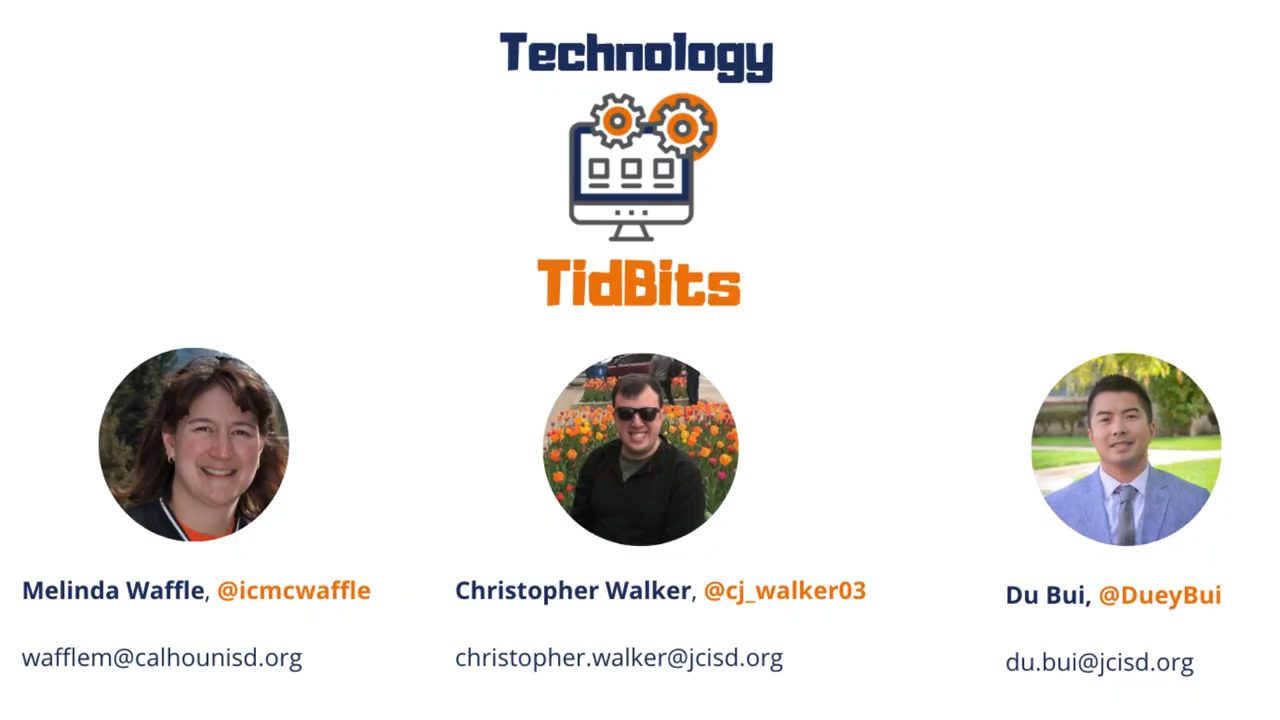 Technology
TidBits
Melinda Waffle, @icmcwaffle
wafflem@calhounisd.org
Christopher Walker, @cj_walker03
christopher.walker@jcisd.org
Du Bui, @DueyBui
du.bui@jcisd.org